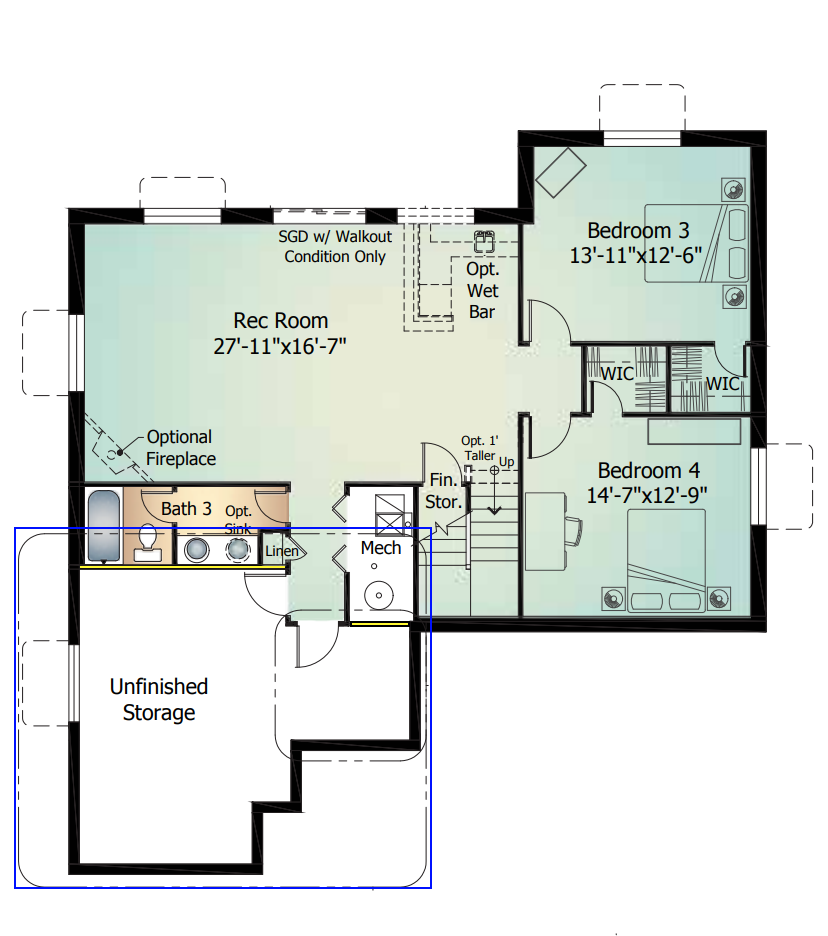 Bedroom 3
13'-11"x12'-6"
SGD w/ Walkout
Condition Only
Opt.
Wet
Bar
Rec Room
27'-11"x16'-7"
WIC
WIC
Optional
Fireplace
Opt. 1'
Taller
Up
Fin.
Stor.
Bedroom 4
14'-7"x12'-9"
Bath 3
Opt.
Sink
Linen
Mech
Unfinished
Storage